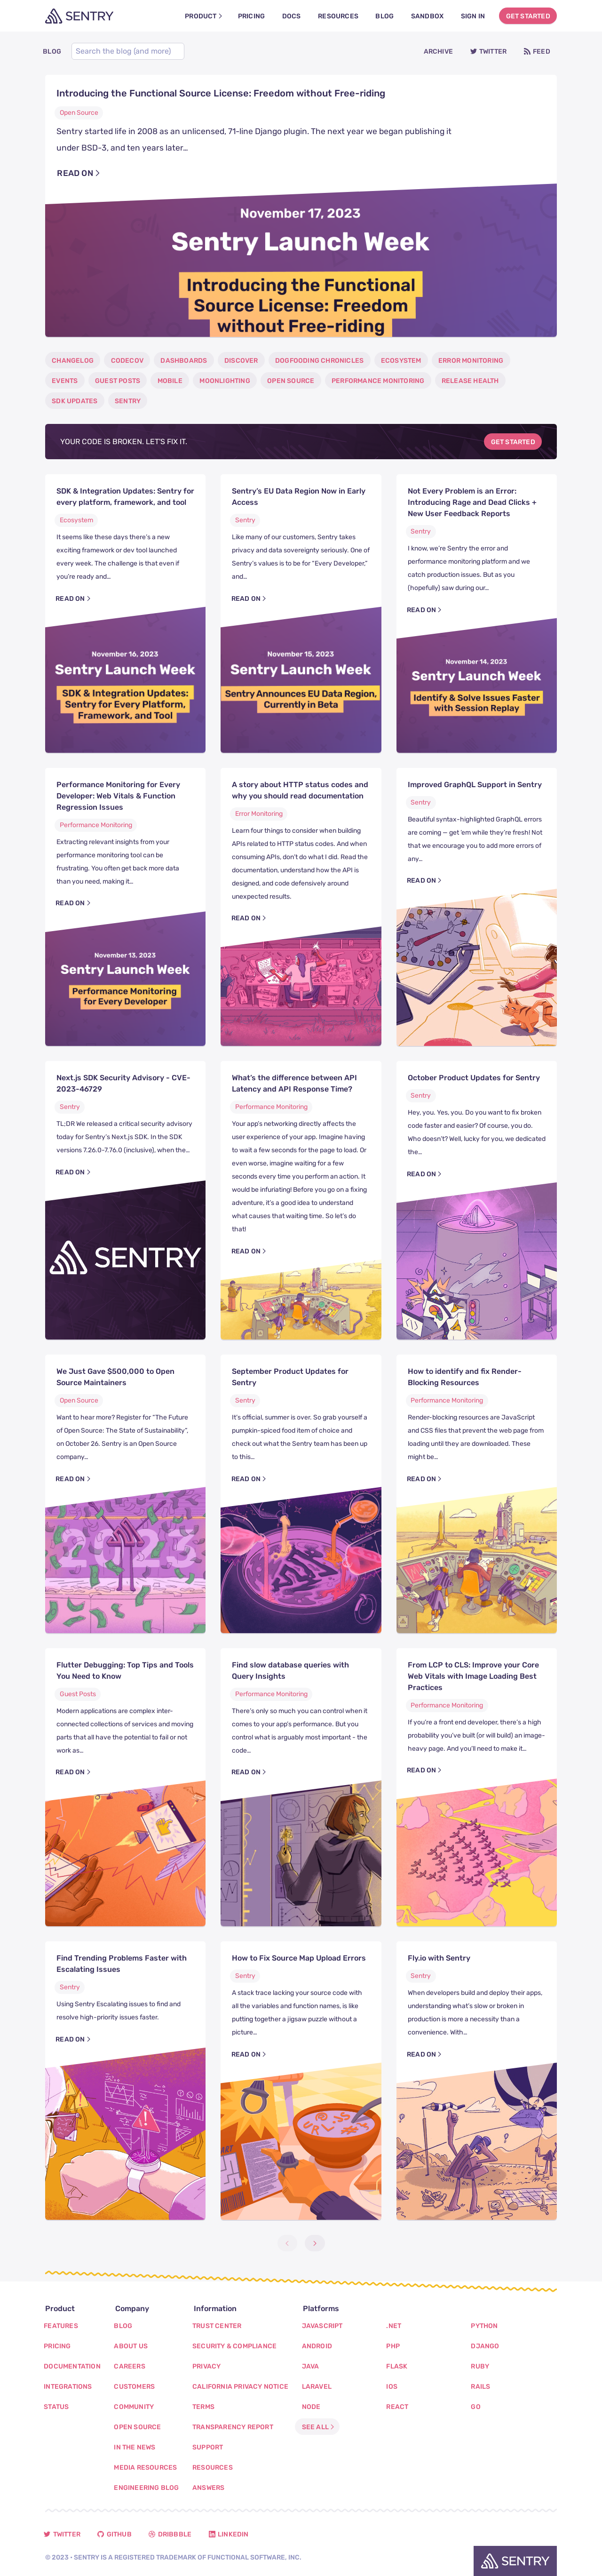 SENTRY
PRODUCT
PRICING
DOCS
RESOURCES
BLOG
SANDBOX
SIGN IN
GET STARTED
BLOG
Search the blog (and more)
ARCHIVE
TWITTER
FEED
Introducing the Functional Source License: Freedom without Free-riding
Open Source
Sentry started life in 2008 as an unlicensed, 71-line Django plugin. The next year we began publishing it
under BSD-3, and ten years later…
READ ON
November 17, 2023
Sentry Launch Week
Introducing the Functional
Source License: Freedom
without Free-riding
CHANGELOG
CODECOV
DASHBOARDS
DISCOVER
DOGFOODING CHRONICLES
ECOSYSTEM
ERROR MONITORING
EVENTS
GUEST POSTS
MOBILE
MOONLIGHTING
OPEN SOURCE
PERFORMANCE MONITORING
RELEASE HEALTH
SDK UPDATES
SENTRY
YOUR CODE IS BROKEN. LET'S FIX IT.
GET STARTED
SDK & Integration Updates: Sentry for
every platform, framework, and tool
Ecosystem
It seems like these days there's a new
exciting framework or dev tool launched
every week. The challenge is that even if
you're ready and…
READ ON
November 16, 2023
Sentry Launch Week
SDK & Integration Updates:
Sentry for Every Platform,
Framework, and Tool
Sentry's EU Data Region Now in Early
Access
Sentry
Like many of our customers, Sentry takes
privacy and data sovereignty seriously. One of
Sentry's values is to be for "Every Developer,"
and…
READ ON
November 15, 2023
Sentry Launch Week
Sentry Announces EU Data Region,
Currently in Beta
Not Every Problem is an Error:
Introducing Rage and Dead Clicks +
New User Feedback Reports
Sentry
I know, we're Sentry the error and
performance monitoring platform and we
catch production issues. But as you
(hopefully) saw during our…
READ ON
November 14, 2023
Sentry Launch Week
Identify & Solve Issues Faster
with Session Replay
Performance Monitoring for Every
Developer: Web Vitals & Function
Regression Issues
Performance Monitoring
Extracting relevant insights from your
performance monitoring tool can be
frustrating. You often get back more data
than you need, making it…
READ ON
November 13, 2023
Sentry Launch Week
Performance Monitoring
for Every Developer
A story about HTTP status codes and
why you should read documentation
Error Monitoring
Learn four things to consider when building
APIs related to HTTP status codes. And when
consuming APIs, don't do what I did. Read the
documentation, understand how the API is
designed, and code defensively around
unexpected results.
READ ON
Improved GraphQL Support in Sentry
Sentry
Beautiful syntax-highlighted GraphQL errors
are coming — get 'em while they're fresh! Not
that we encourage you to add more errors of
any…
READ ON
Next.js SDK Security Advisory - CVE-
2023-46729
Sentry
TL;DR We released a critical security advisory
today for Sentry's Next.js SDK. In the SDK
versions 7.26.0-7.76.0 (inclusive), when the…
READ ON
SENTRY
What's the difference between API
Latency and API Response Time?
Performance Monitoring
Your app's networking directly affects the
user experience of your app. Imagine having
to wait a few seconds for the page to load. Or
even worse, imagine waiting for a few
seconds every time you perform an action. It
would be infuriating! Before you go on a fixing
adventure, it's a good idea to understand
what causes that waiting time. So let's do
that!
READ ON
October Product Updates for Sentry
Sentry
Hey, you. Yes, you. Do you want to fix broken
code faster and easier? Of course, you do.
Who doesn't? Well, lucky for you, we dedicated
the…
READ ON
We Just Gave $500,000 to Open
Source Maintainers
Open Source
Want to hear more? Register for "The Future
of Open Source: The State of Sustainability",
on October 26. Sentry is an Open Source
company…
READ ON
2023
September Product Updates for
Sentry
Sentry
It's official, summer is over. So grab yourself a
pumpkin-spiced food item of choice and
check out what the Sentry team has been up
to this…
READ ON
How to identify and fix Render-
Blocking Resources
Performance Monitoring
Render-blocking resources are JavaScript
and CSS files that prevent the web page from
loading until they are downloaded. These
might be…
READ ON
Flutter Debugging: Top Tips and Tools
You Need to Know
Guest Posts
Modern applications are complex inter-
connected collections of services and moving
parts that all have the potential to fail or not
work as…
READ ON
Find slow database queries with
Query Insights
Performance Monitoring
There's only so much you can control when it
comes to your app's performance. But you
control what is arguably most important - the
code…
READ ON
From LCP to CLS: Improve your Core
Web Vitals with Image Loading Best
Practices
Performance Monitoring
If you're a front end developer, there's a high
probability you've built (or will build) an image-
heavy page. And you'll need to make it…
READ ON
Find Trending Problems Faster with
Escalating Issues
Sentry
Using Sentry Escalating issues to find and
resolve high-priority issues faster.
READ ON
How to Fix Source Map Upload Errors
Sentry
A stack trace lacking your source code with
all the variables and function names, is like
putting together a jigsaw puzzle without a
picture…
READ ON
Fly.io with Sentry
Sentry
When developers build and deploy their apps,
understanding what's slow or broken in
production is more a necessity than a
convenience. With…
READ ON
Product
FEATURES
PRICING
DOCUMENTATION
INTEGRATIONS
STATUS
Company
BLOG
ABOUT US
CAREERS
CUSTOMERS
COMMUNITY
OPEN SOURCE
IN THE NEWS
MEDIA RESOURCES
ENGINEERING BLOG
Information
TRUST CENTER
SECURITY & COMPLIANCE
PRIVACY
CALIFORNIA PRIVACY NOTICE
TERMS
TRANSPARENCY REPORT
SUPPORT
RESOURCES
ANSWERS
Platforms
JAVASCRIPT
ANDROID
JAVA
LARAVEL
NODE
SEE ALL
.NET
PHP
FLASK
IOS
REACT
PYTHON
DJANGO
RUBY
RAILS
GO
TWITTER
GITHUB
DRIBBBLE
LINKEDIN
© 2023 • SENTRY IS A REGISTERED TRADEMARK OF FUNCTIONAL SOFTWARE, INC.
SENTRY